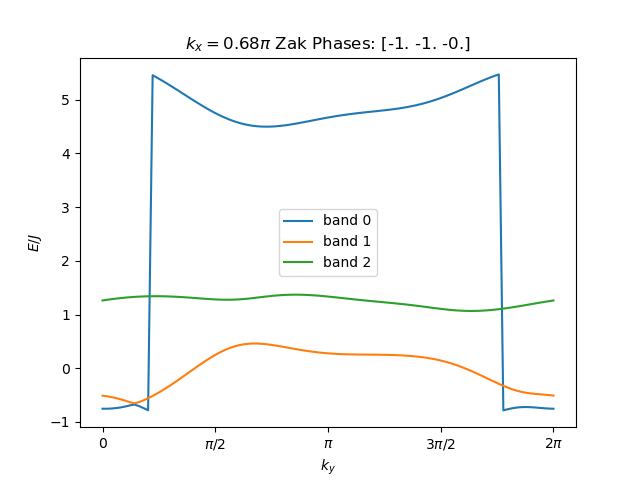 $k_x = 0.68\pi$ Zak Phases: [-1. -1. -0.]
E/J
5
4
3
2
1
0
−1
band 0
band 1
band 2
0
π/2
π
3π/2
2π
$k_y$